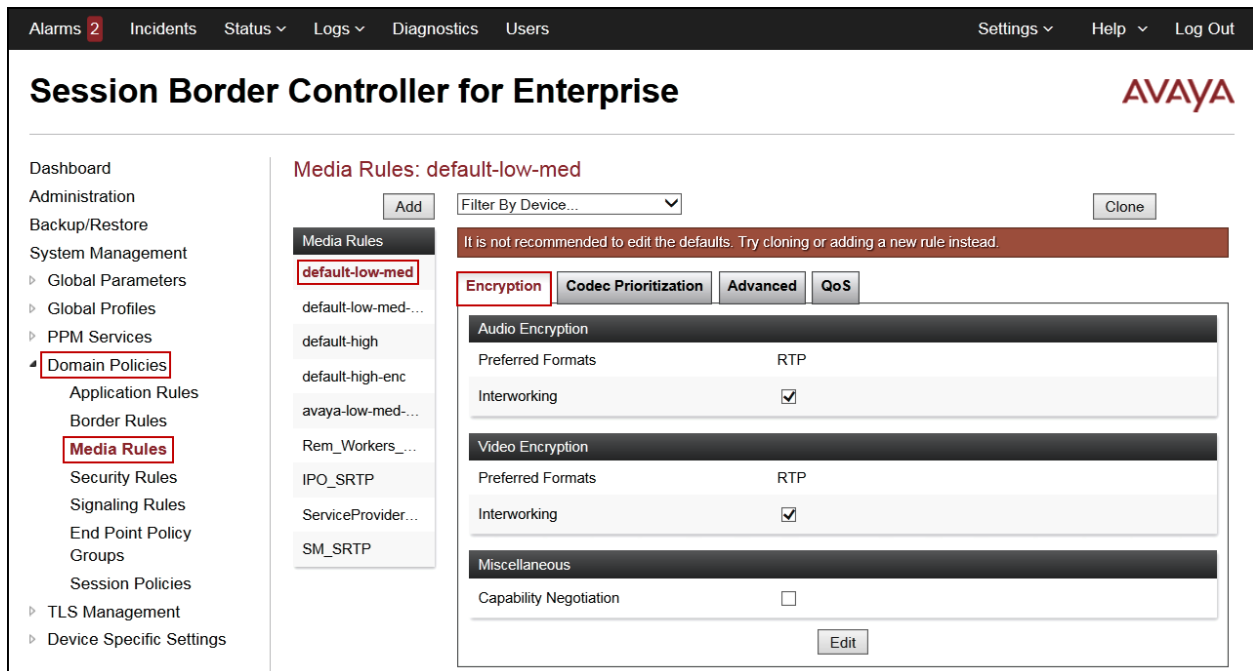 Alarms 2 Incidents Status Logs Diagnostics Users Settings Help Log Out
Session Border Controller for Enterprise
AVAYA
Dashboard
Administration
Backup/Restore
System Management
Global Parameters
Global Profiles
PPM Services
Domain Policies
Application Rules
Border Rules
Media Rules
Security Rules
Signaling Rules
End Point Policy
Groups
Session Policies
TLS Management
Device Specific Settings
Media Rules: default-low-med
Add
Filter By Device...
Clone
Media Rules
default-low-med
default-low-med-...
default-high
default-high-enc
avaya-low-med-...
Rem_Workers_...
IPO_SRTP
ServiceProvider...
SM_SRTP
It is not recommended to edit the defaults. Try cloning or adding a new rule instead.
Encryption Codec Prioritization Advanced QoS
Audio Encryption
Preferred Formats RTP
Interworking
Video Encryption
Preferred Formats RTP
Interworking
Miscellaneous
Capability Negotiation
Edit